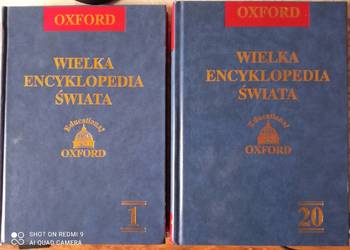 OXFORD
WIELKA
ENCYKLOPEDIA
ŚWIATA
Educational
OXFORD
1
OXFORD
WIELKA
ENCYKLOPEDIA
ŚWIATA
Educational
OXFORD
20
SHOT ON REDMI 9
AI QUAD CAMERA